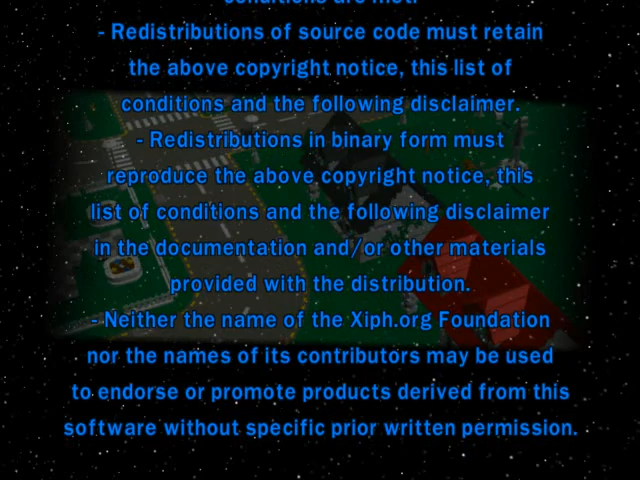 conditions are met:
- Redistributions of source code must retain
the above copyright notice, this list of
conditions and the following disclaimer.
- Redistributions in binary form must
reproduce the above copyright notice, this
list of conditions and the following disclaimer
in the documentation and/or other materials
provided with the distribution.
- Neither the name of the Xiph.org Foundation
nor the names of its contributors may be used
to endorse or promote products derived from this
software without specific prior written permission.